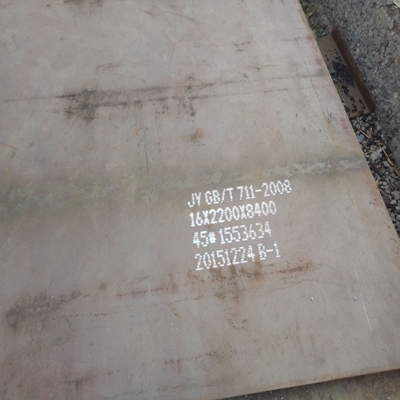 JY GB/T 711-2008
16X2200X8400
45# 1553634
20151224 B-1